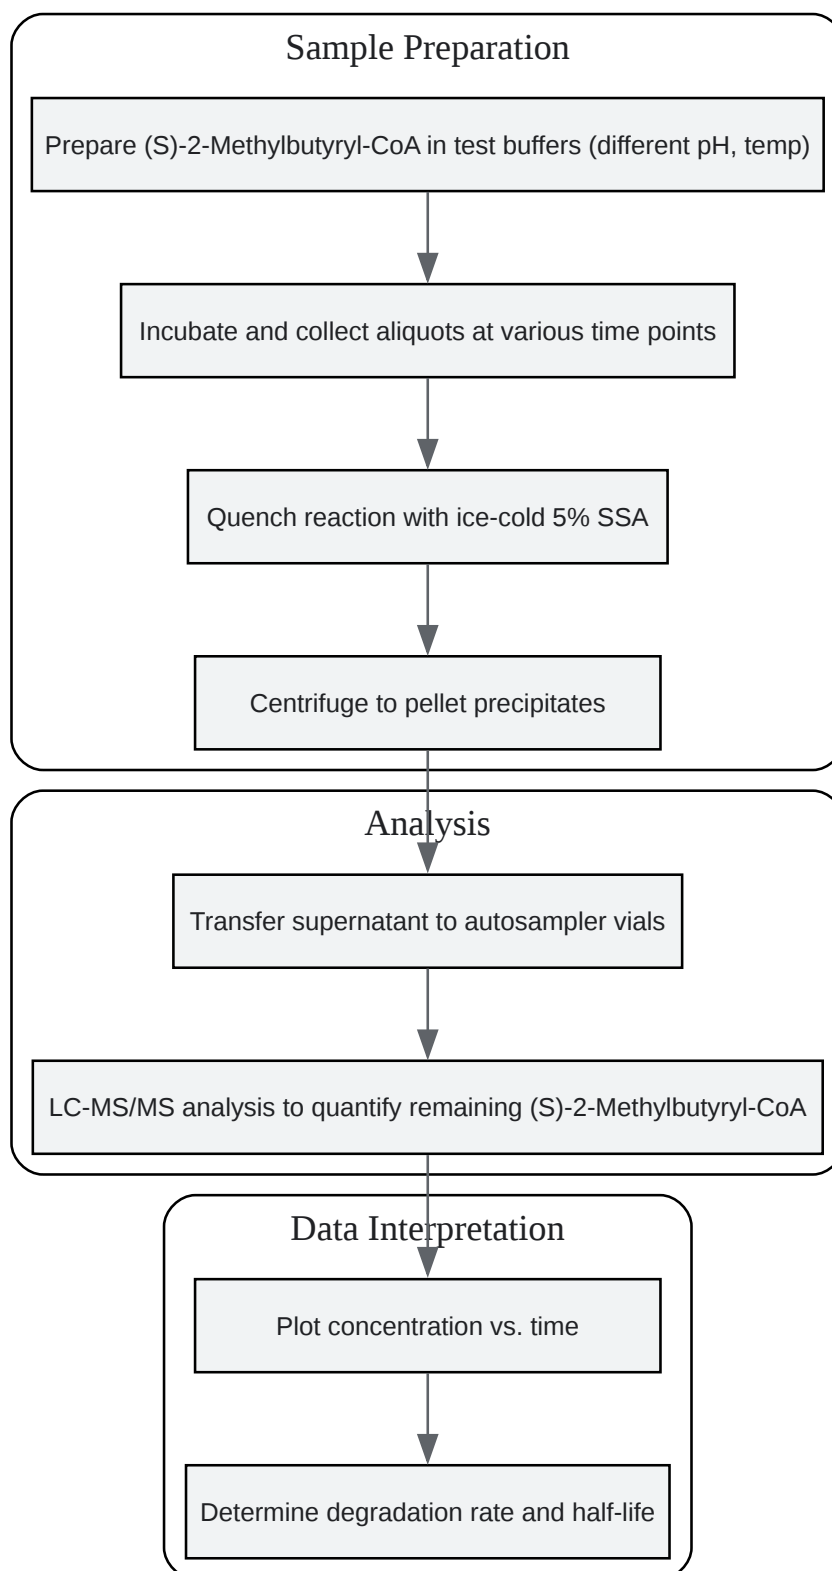 Sample Preparation
Prepare (S)-2-Methylbutyryl-CoA in test buffers (different pH, temp)
Incubate and collect aliquots at various time points
Quench reaction with ice-cold 5% SSA
Centrifuge to pellet precipitates
Analysis
Transfer supernatant to autosampler vials
LC-MS/MS analysis to quantify remaining (S)-2-Methylbutyryl-CoA
Data Interpretation
Plot concentration vs. time
Determine degradation rate and half-life